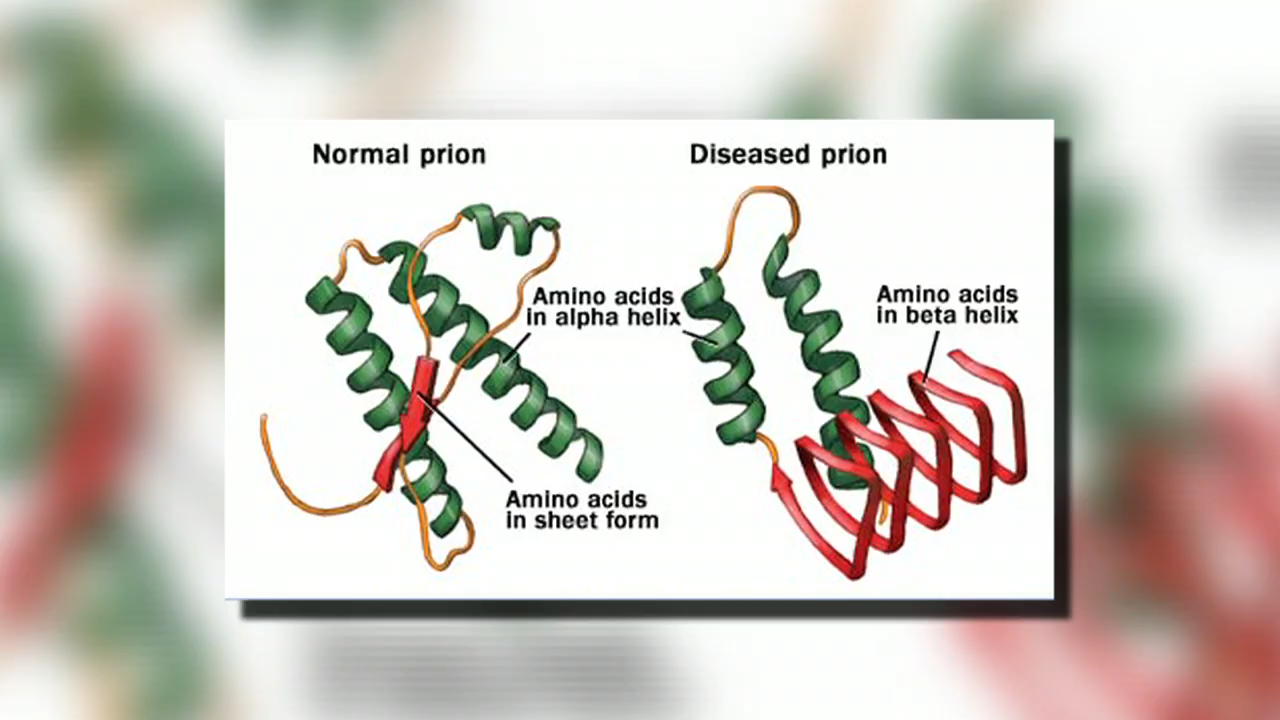 Normal prion
Diseased prion
Amino acids
in alpha helix
Amino acids
in beta helix
Amino acids
in sheet form